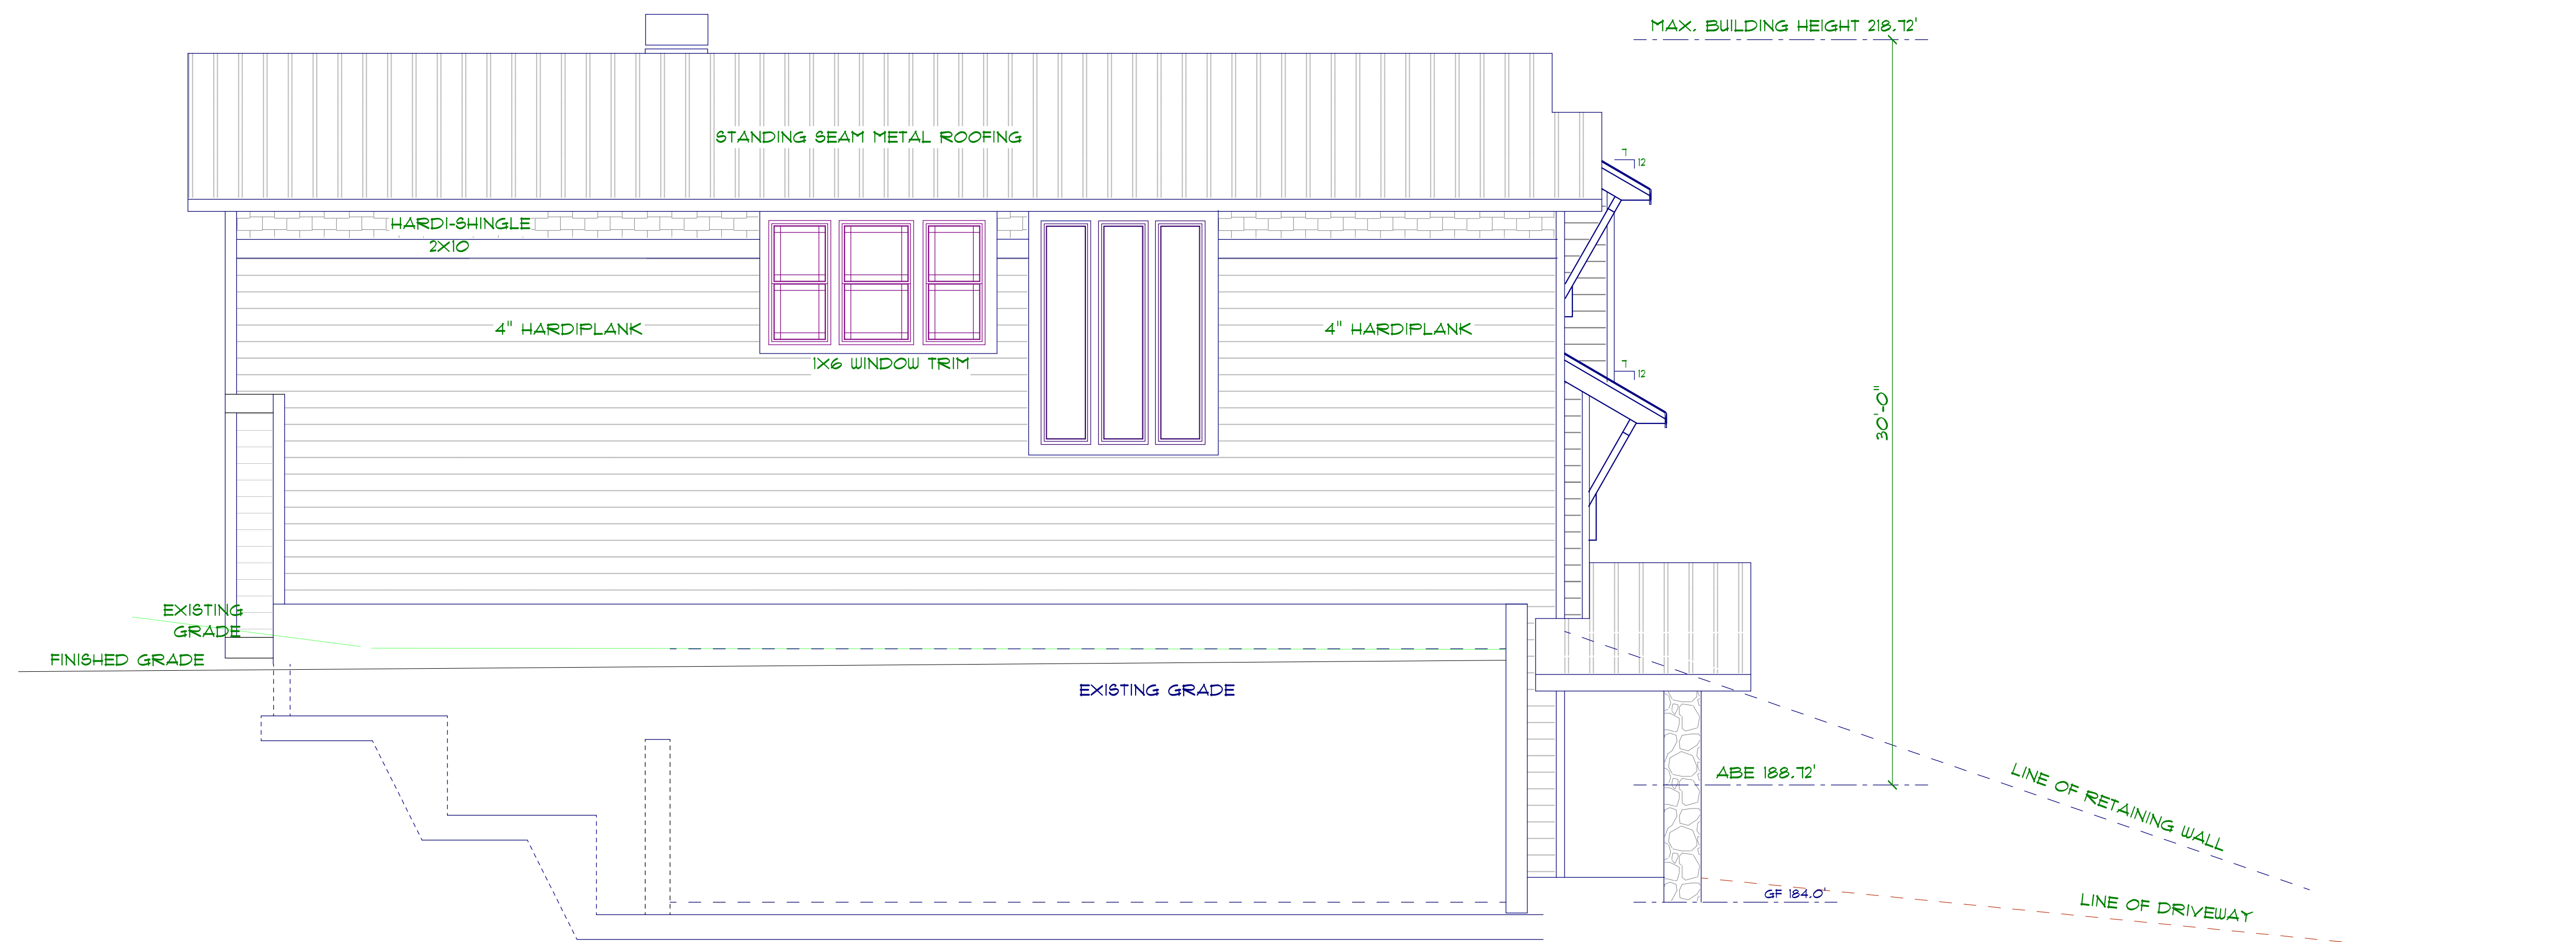 MAX. BUILDING HEIGHT 218.72'
STANDING SEAM METAL ROOFING
7
12
HARDI-SHINGLE
2X10
4" HARDIPLANK
4" HARDIPLANK
1X6 WINDOW TRIM
7
12
30'-0"
EXISTING
GRADE
FINISHED GRADE
EXISTING GRADE
ABE 188.72'
LINE OF RETAINING WALL
GF 184.0'
LINE OF DRIVEWAY